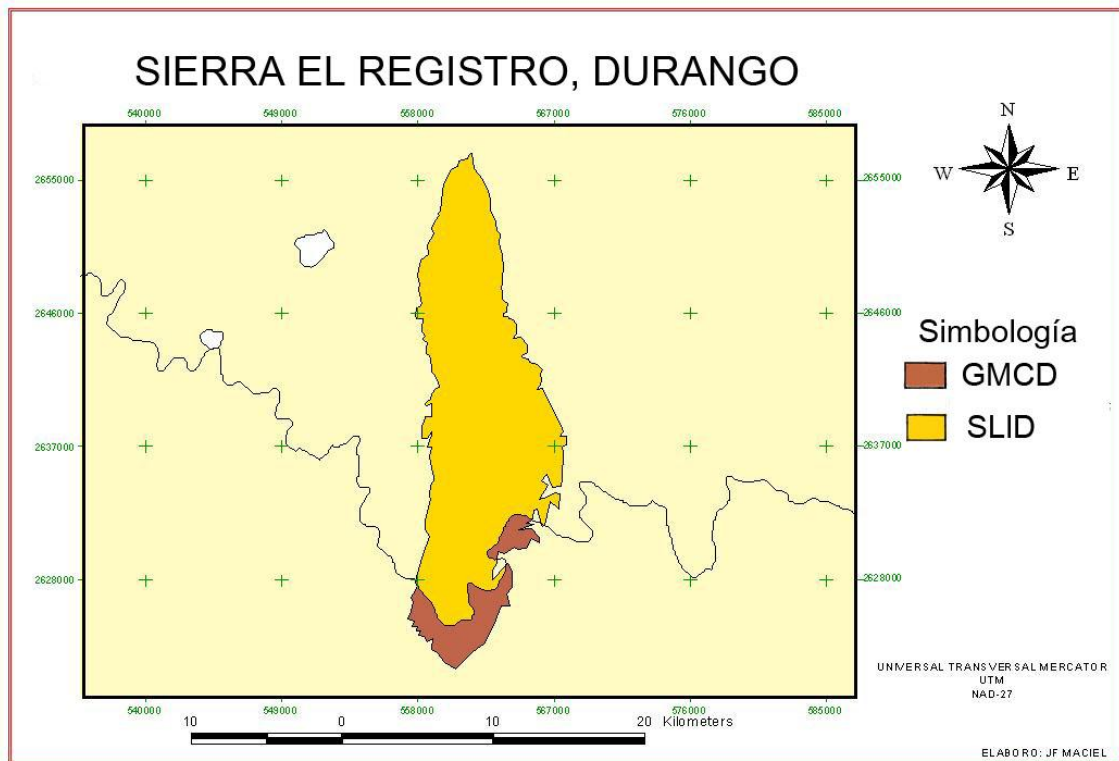 SIERRA EL REGISTRO, DURANGO
540000 549000 558000 567000 576000 585000
N
W E
S
2655000 2655000
2646000 2646000
2637000 2637000
2628000 2628000
Simbología
GMCD
SLID
UNIVERSAL TRANSVERSAL MERCATOR
UTM
NAD-27
540000 549000 558000 567000 576000 585000
10 0 10 20 Kilometers
ELABORO: JF MACIEL